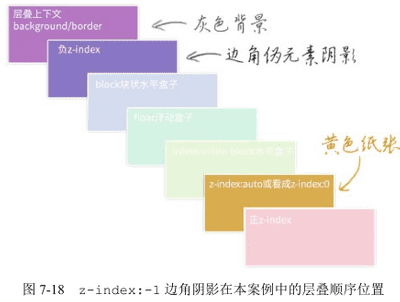 层叠上下文
background/border
灰色背景
负z-index
边角伪元素阴影
block块状水平盒子
float浮动盒子
inline/inline-block水平盒子
黄色纸张
z-index:auto或看成z-index:0
正z-index
图 7-18 z-index:-1 边角阴影在本案例中的层叠顺序位置